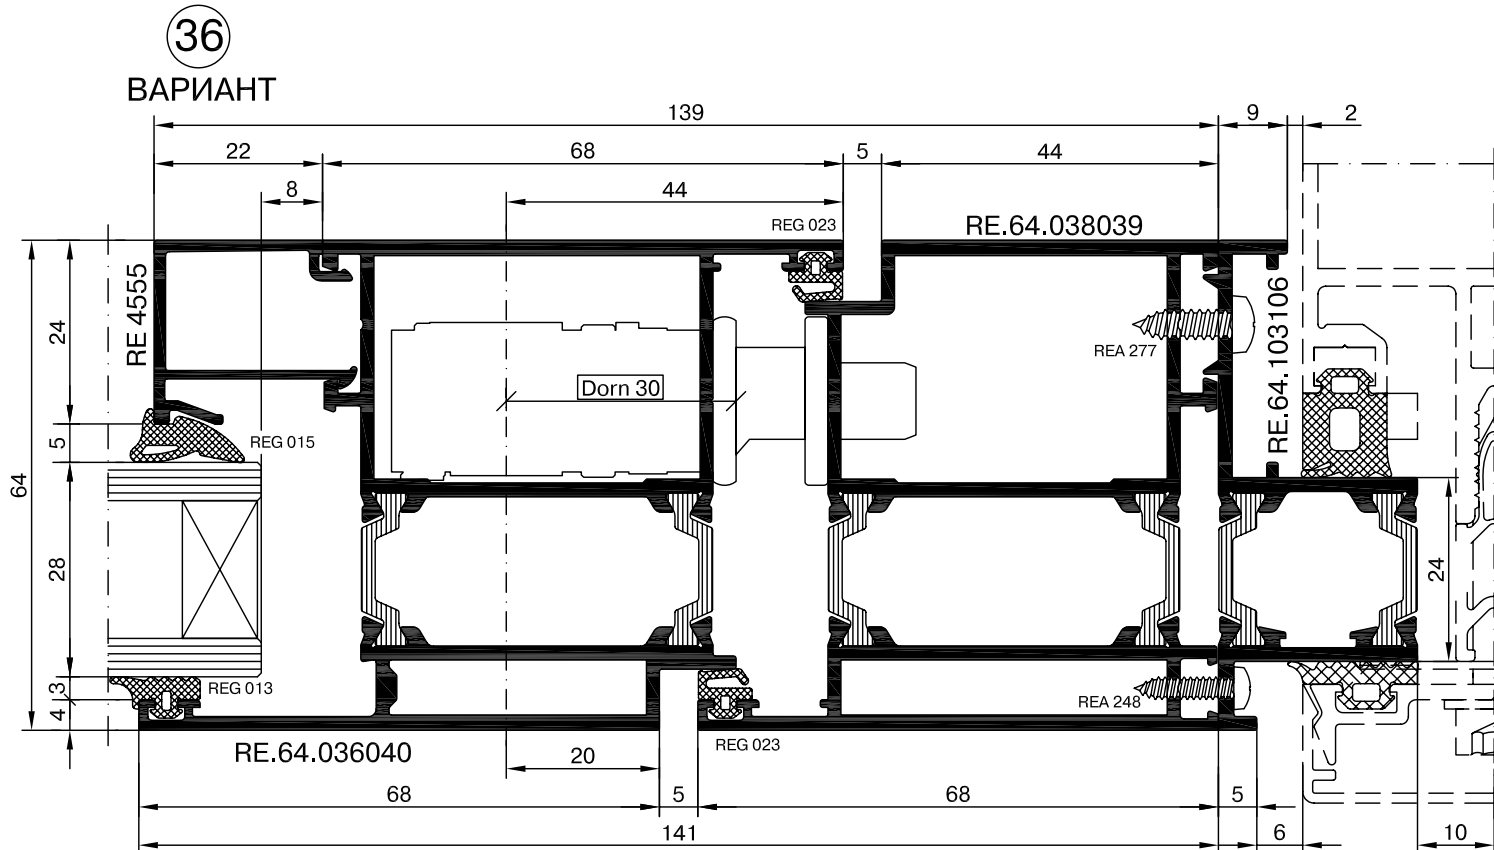 36
ВАРИАНТ
139
9
2
22
68
5
44
8
44
REG 023
RE.64.038039
RE 4555
24
RE.64.103106
REA 277
Dorn 30
5
REG 015
64
28
24
3
REG 013
4
REA 248
RE.64.036040
REG 023
20
68
5
68
5
141
6
10